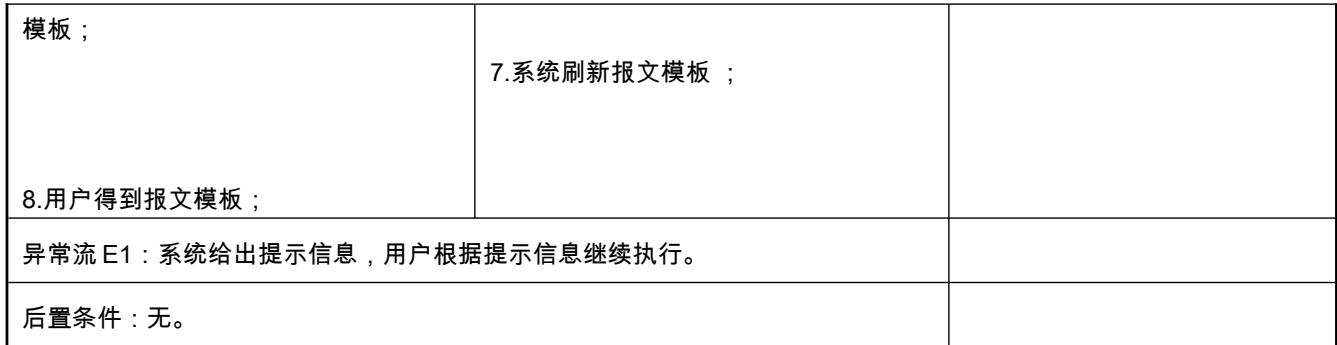 模板；
7.系统刷新报文模板 ；
8.用户得到报文模板；
异常流 E1：系统给出提示信息，用户根据提示信息继续执行。
后置条件：无。